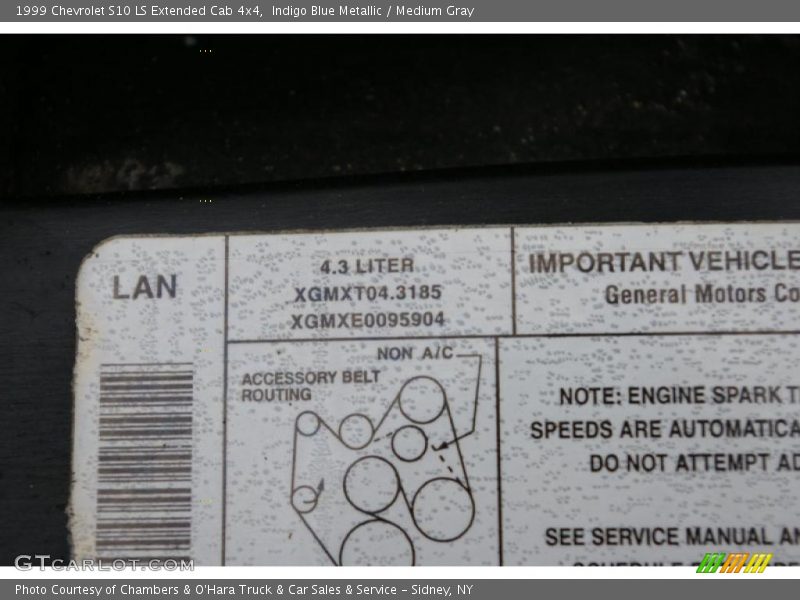 1999 Chevrolet S10 LS Extended Cab 4x4,  Indigo Blue Metallic / Medium Gray
LAN
4.3 LITER
XGMXT04.3185
XGMXE0095904
IMPORTANT VEHICLE
General Motors Co
NON A/C
ACCESSORY BELT
ROUTING
NOTE: ENGINE SPARK T
SPEEDS ARE AUTOMATICA
DO NOT ATTEMPT AD
SEE SERVICE MANUAL AN
GTCarLot.com
Photo Courtesy of Chambers & O'Hara Truck & Car Sales & Service - Sidney, NY